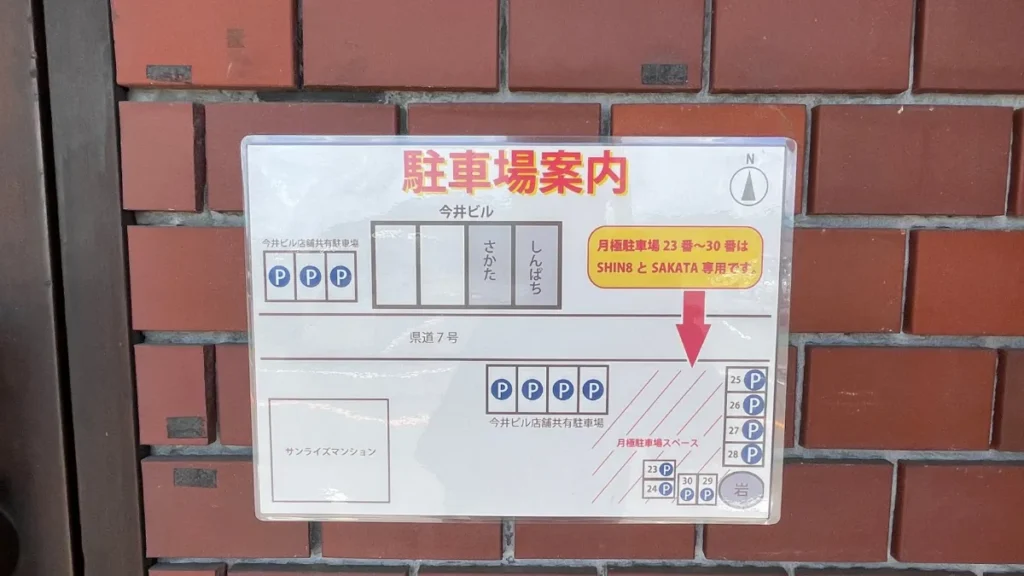 駐車場案内
N
今井ビル
今井ビル店舗共有駐車場
P P P
さかた
しんぱち
月極駐車場 23 番～30 番は
SHIN8 と SAKATA 専用です。
県道７号
P P P P
今井ビル店舗共有駐車場
サンライズマンション
月極駐車場スペース
25 P
26 P
27 P
28 P
23 P
24 P
30 29
P P
岩